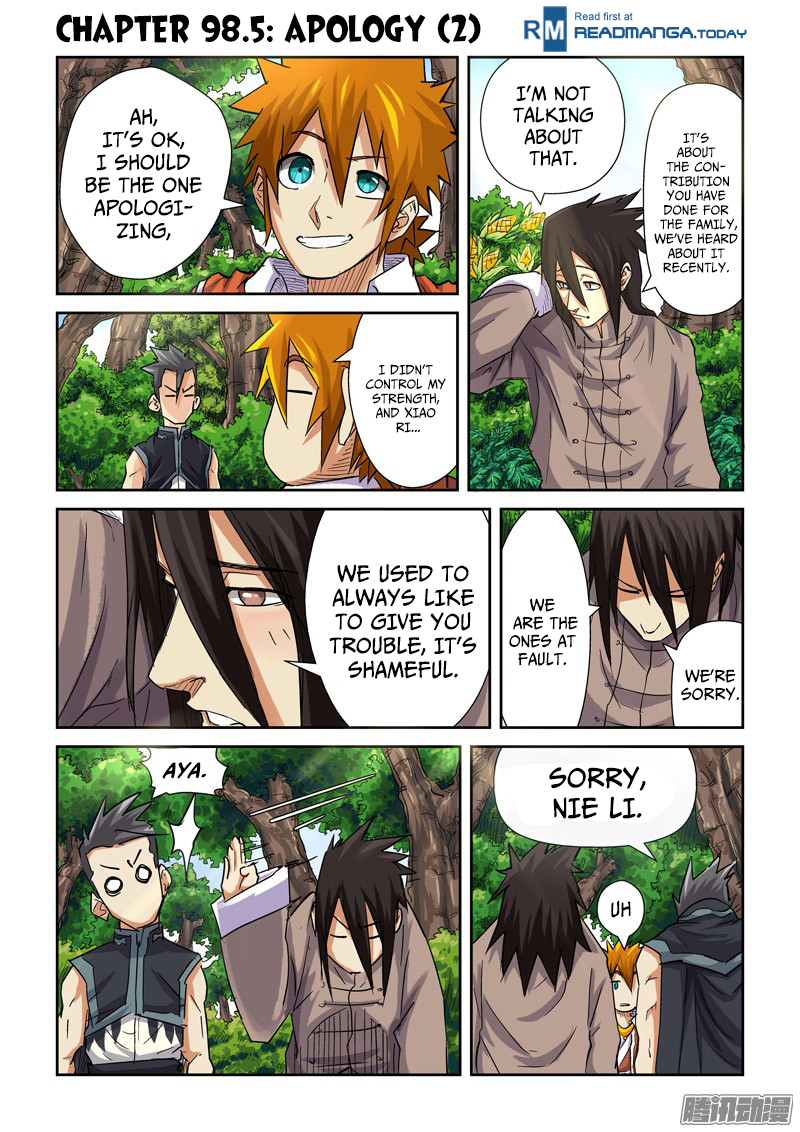 CHAPTER 98.5: APOLOGY (2)
RM
Read first at
READMANGA.TODAY
AH,
IT'S OK,
I SHOULD
BE THE ONE
APOLOGI-
ZING,
I DIDN'T
CONTROL MY
STRENGTH,
AND XIAO
RI...
I'M NOT
TALKING
ABOUT
THAT.
IT'S
ABOUT
THE CON-
TRIBUTION
YOU HAVE
DONE FOR
THE FAMILY,
WE'VE HEARD
ABOUT IT
RECENTLY.
WE USED TO
ALWAYS LIKE
TO GIVE YOU
TROUBLE, IT'S
SHAMEFUL.
WE
ARE THE
ONES AT
FAULT.
WE'RE
SORRY.
AYA.
SORRY,
NIE LI.
UH
腾讯动漫